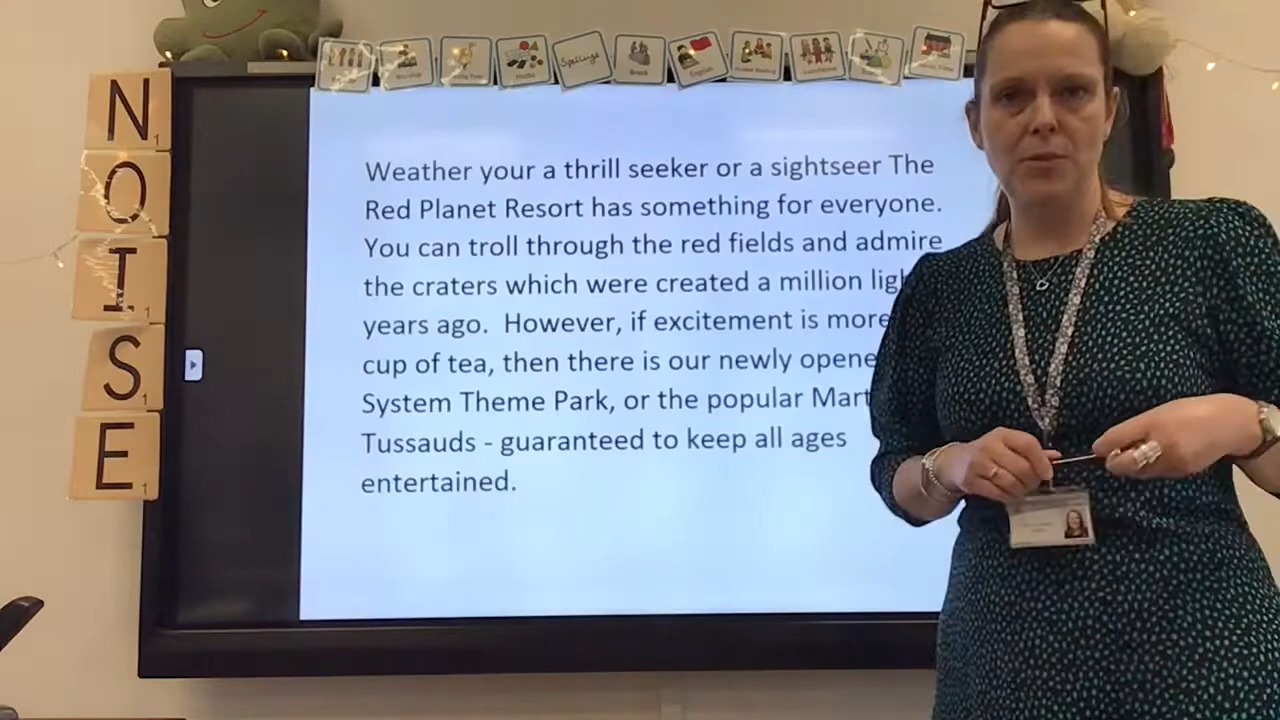 N
O
I
S
E
Spellings
Break
English
Weather your a thrill seeker or a sightseer The
Red Planet Resort has something for everyone.
You can troll through the red fields and admire
the craters which were created a million
years ago. However, if excitement is more
cup of tea, then there is our newly
System Theme Park, or the popular
Tussauds - guaranteed to keep all ages
entertained.